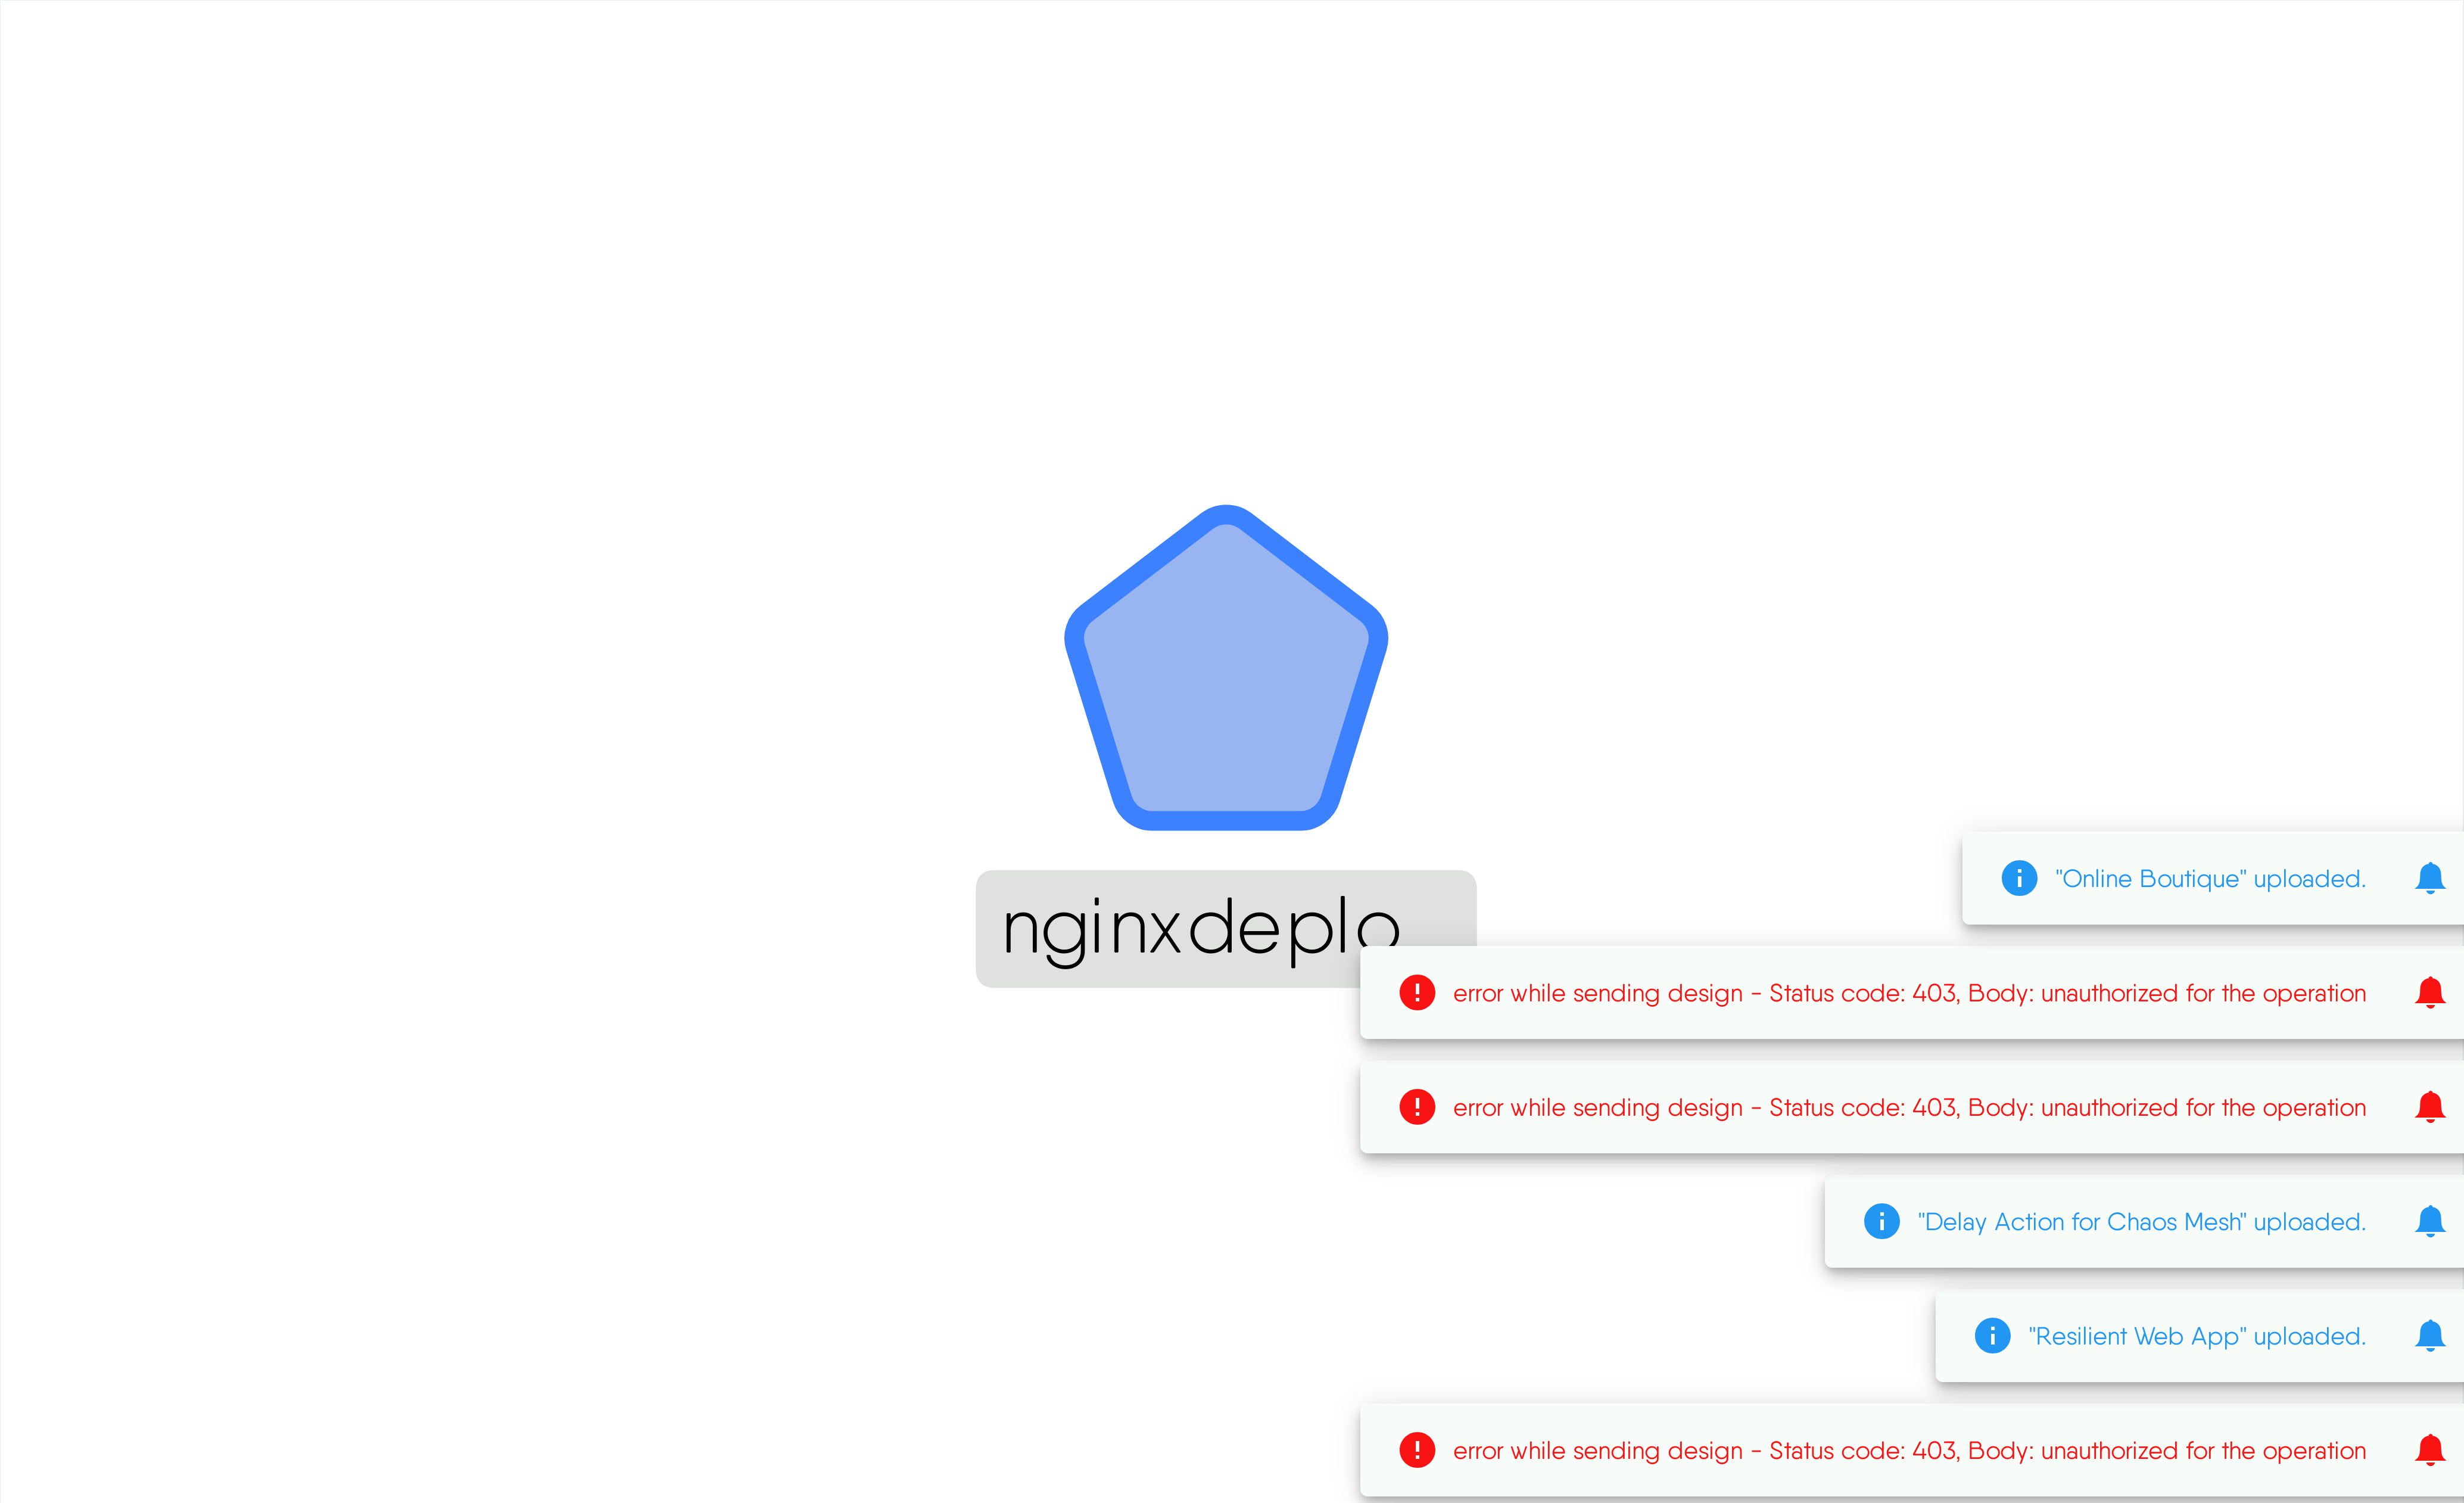 "Online Boutique" uploaded.
nginxdeplo
error while sending design - Status code: 403, Body: unauthorized for the operation
error while sending design - Status code: 403, Body: unauthorized for the operation
"Delay Action for Chaos Mesh" uploaded.
"Resilient Web App" uploaded.
error while sending design - Status code: 403, Body: unauthorized for the operation